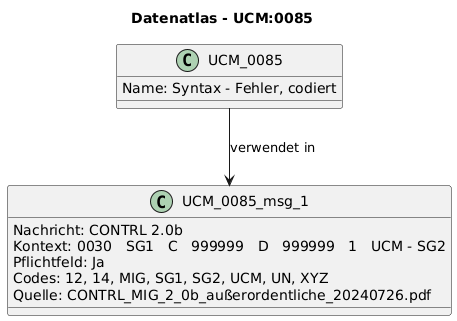 Datenatlas - UCM:0085
C UCM_0085
Name: Syntax - Fehler, codiert
verwendet in
C UCM_0085_msg_1
Nachricht: CONTRL 2.0b
Kontext: 0030 SG1 C 999999 D 999999 1 UCM - SG2
Pflichtfeld: Ja
Codes: 12, 14, MIG, SG1, SG2, UCM, UN, XYZ
Quelle: CONTRL_MIG_2_0b_außerordentliche_20240726.pdf